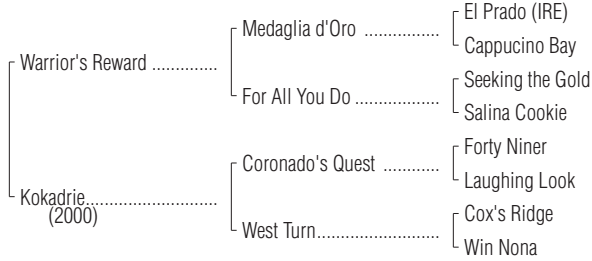 El Prado (IRE)
Medaglia d'Oro ................
Cappucino Bay
Warrior's Reward ..............
Seeking the Gold
For All You Do ..................
Salina Cookie
Forty Niner
Coronado's Quest ............
Laughing Look
Kokadrie............................
(2000)
Cox's Ridge
West Turn..........................
Win Nona